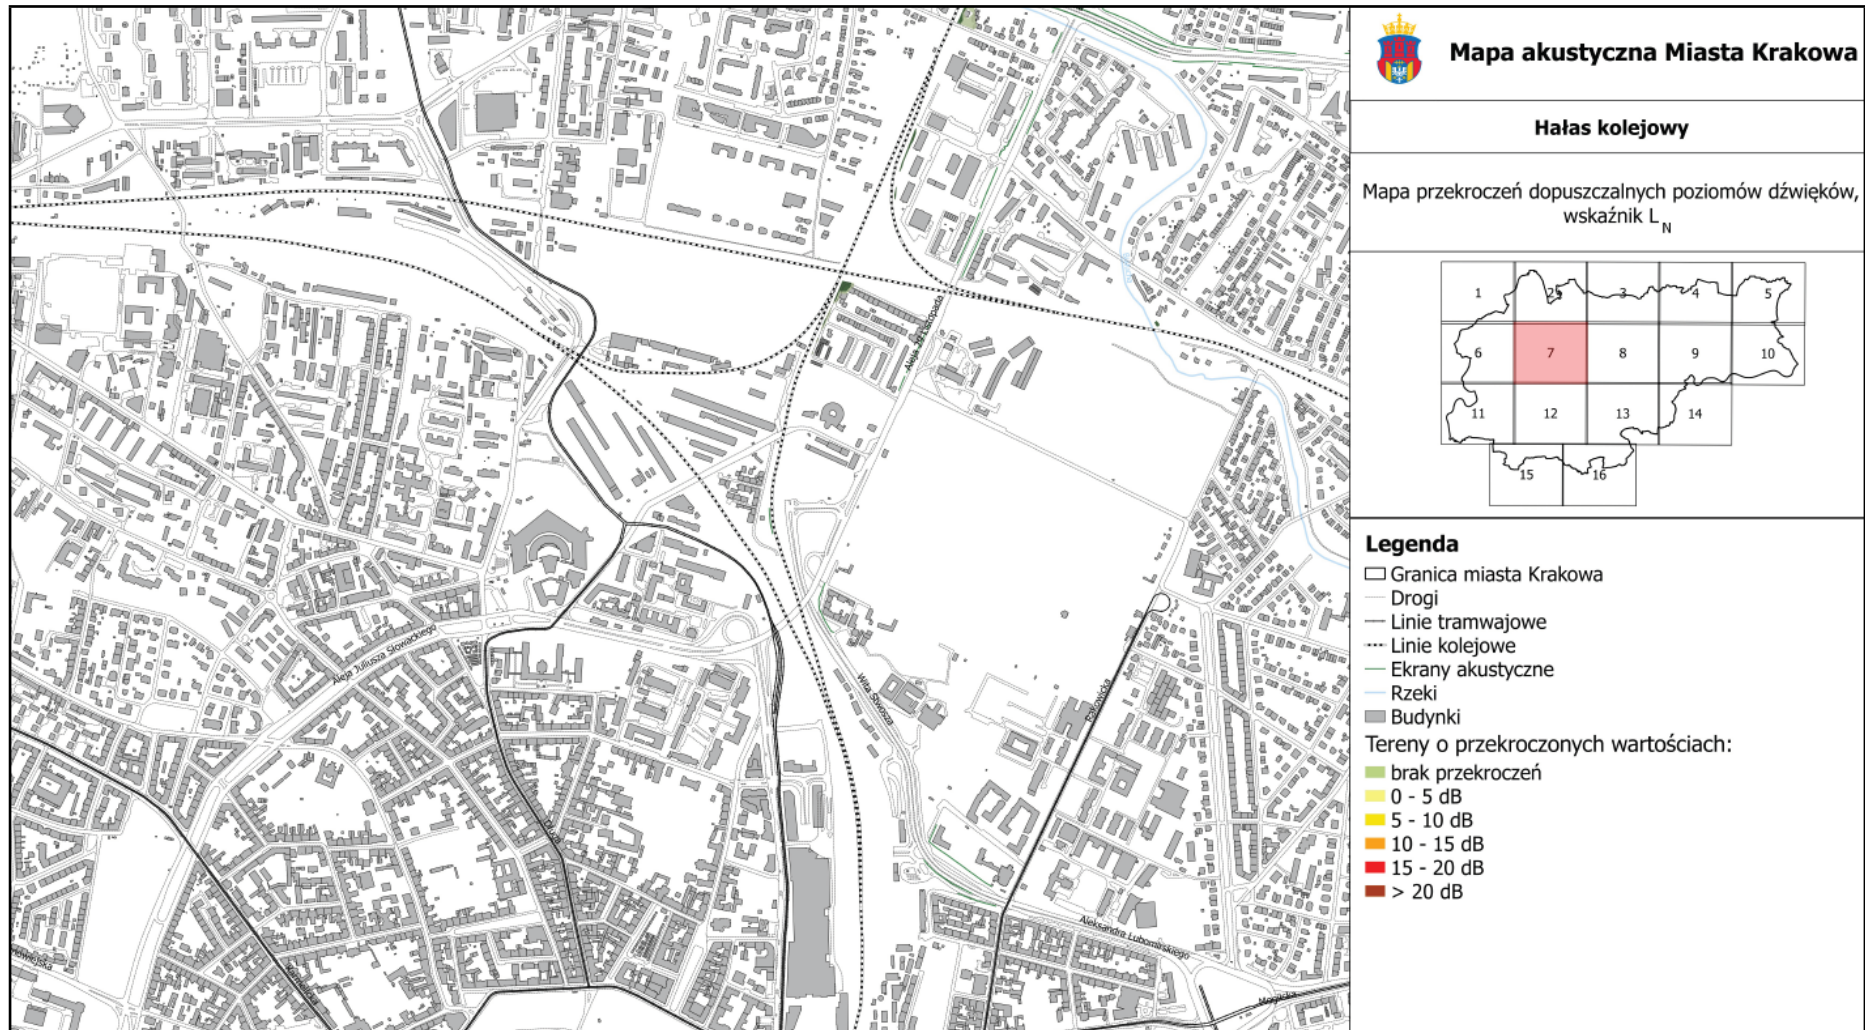 Mapa akustyczna Miasta Krakowa
Hałas kolejowy
Mapa przekroczeń dopuszczalnych poziomów dźwięków,
wskaźnik L N
1
2
3
4
5
6
7
8
9
10
11
12
13
14
15
16
Legenda
Granica miasta Krakowa
Drogi
Linie tramwajowe
Linie kolejowe
Ekrany akustyczne
Rzeki
Budynki
Tereny o przekroczonych wartościach:
brak przekroczeń
0 - 5 dB
5 - 10 dB
10 - 15 dB
15 - 20 dB
> 20 dB
Aleja 29 Listopada
Aleja Juliusza Słowackiego
Wita Stwosza
Rakowicka
Długa
Aleksandra Lubomirskiego
Karmelicka
Mogilska